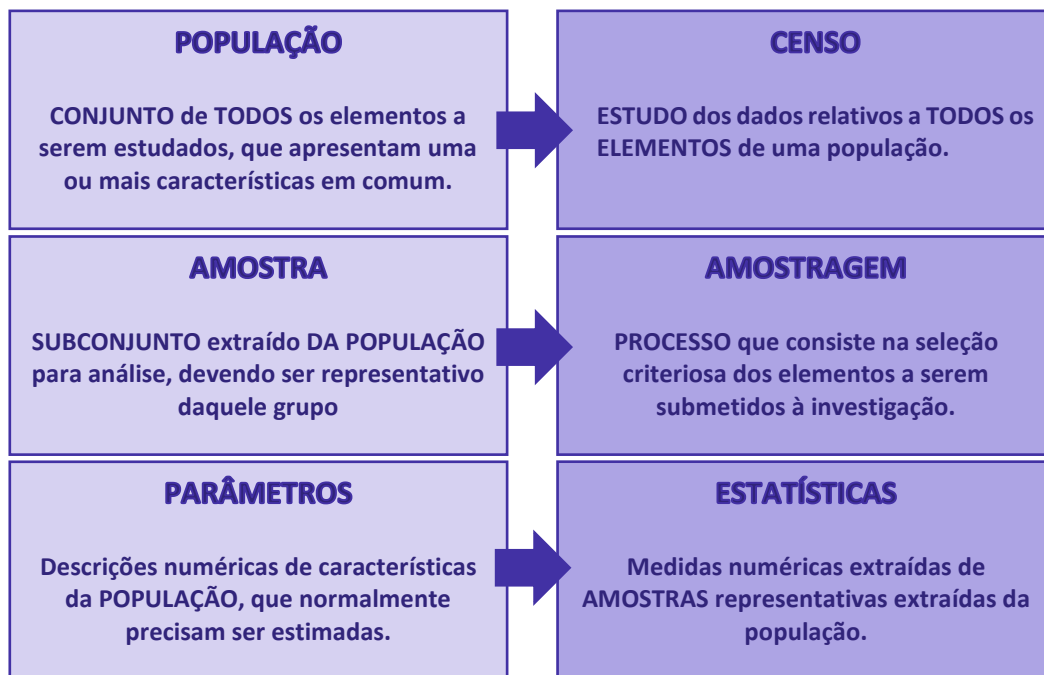 POPULAÇÃO
CONJUNTO de TODOS os elementos a
serem estudados, que apresentam uma
ou mais características em comum.
CENSO
ESTUDO dos dados relativos a TODOS os
ELEMENTOS de uma população.
AMOSTRA
SUBCONJUNTO extraído DA POPULAÇÃO
para análise, devendo ser representativo
daquele grupo
AMOSTRAGEM
PROCESSO que consiste na seleção
criteriosa dos elementos a serem
submetidos à investigação.
PARÂMETROS
Descrições numéricas de características
da POPULAÇÃO, que normalmente
precisam ser estimadas.
ESTATÍSTICAS
Medidas numéricas extraídas de
AMOSTRAS representativas extraídas da
população.